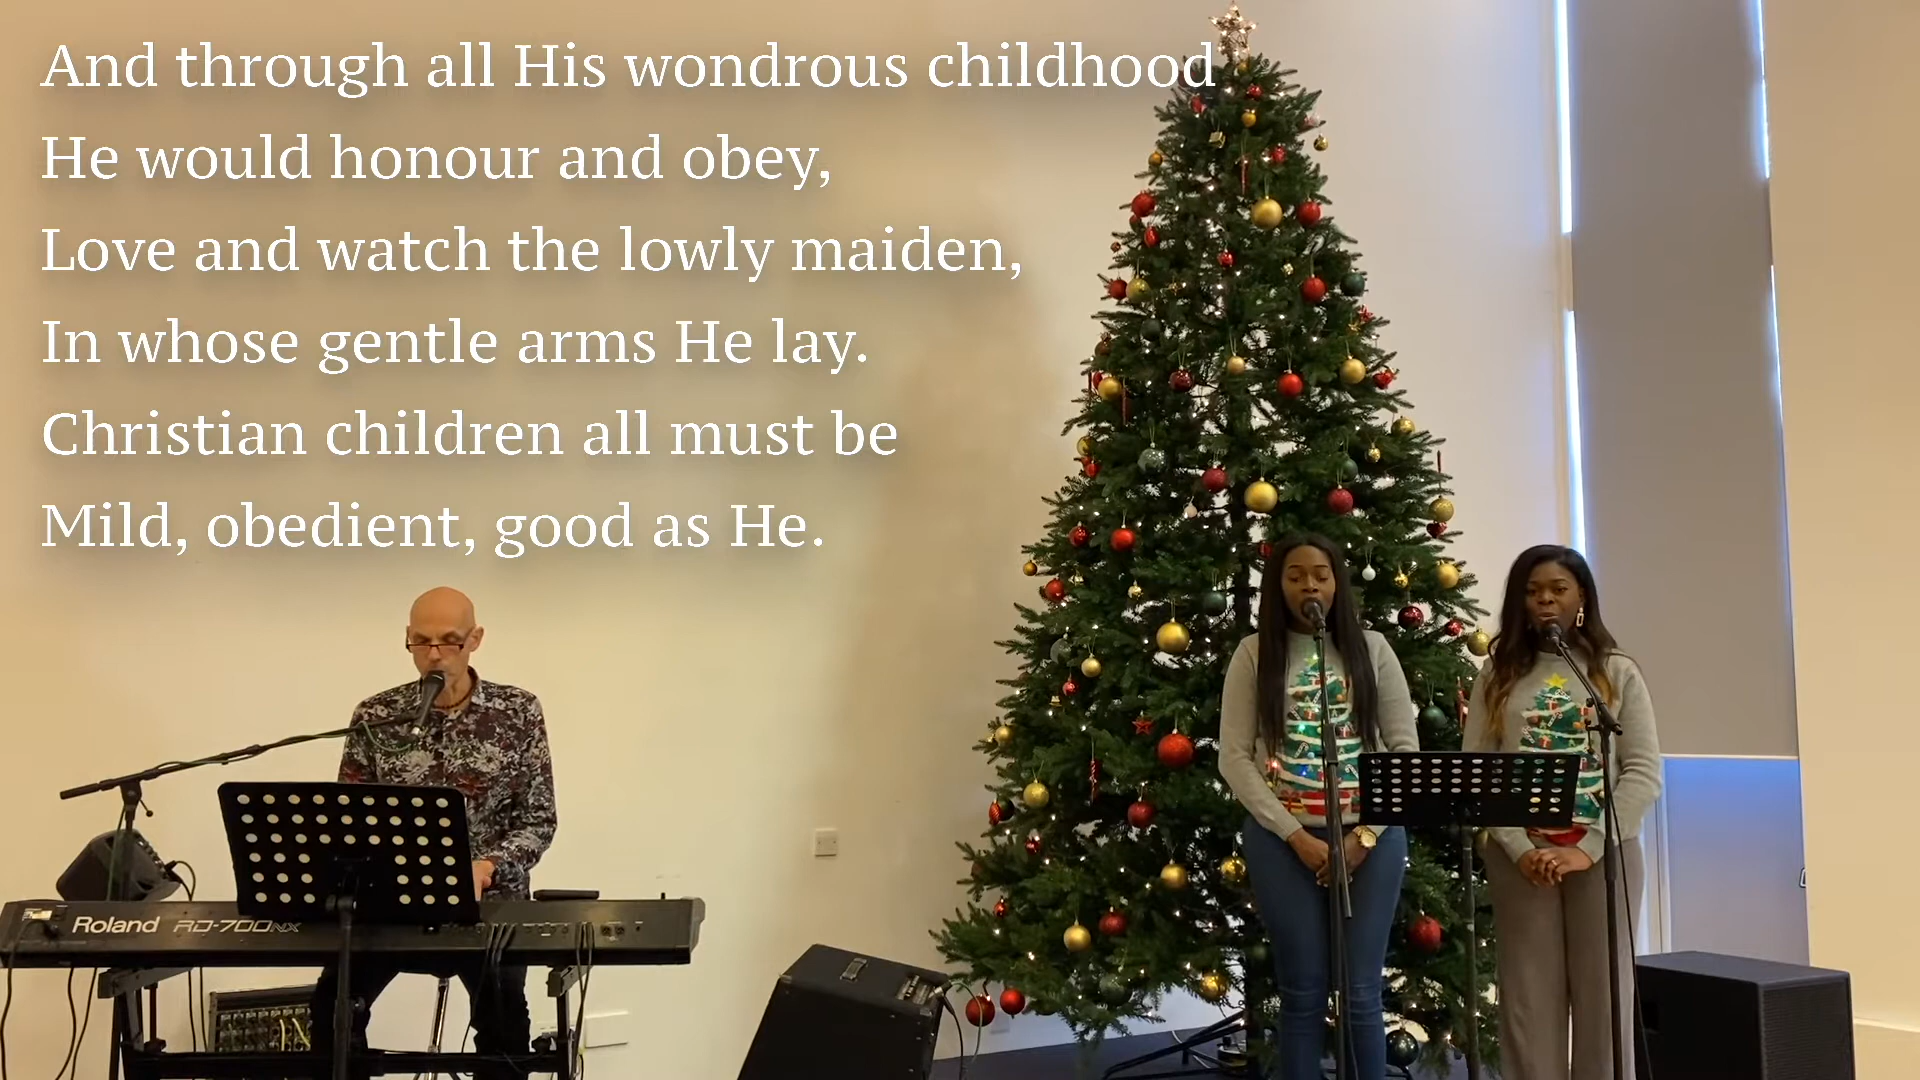 And through all His wondrous childhood
He would honour and obey,
Love and watch the lowly maiden,
In whose gentle arms He lay.
Christian children all must be
Mild, obedient, good as He.
Roland RD-700NX